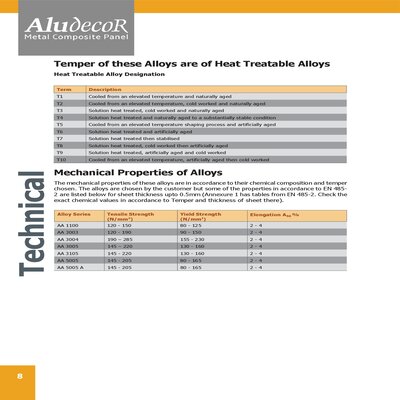 AludecoR
Metal Composite Panel
Temper of these Alloys are of Heat Treatable Alloys
Heat Treatable Alloy Designation
Term Description
T1 Cooled from an elevated temperature and naturally aged
T2 Cooled from an elevated temperature, cold worked and naturally aged
T3 Solution heat treated, cold worked and naturally aged
T4 Solution heat treated and naturally aged to a substantially stable condition
T5 Cooled from an elevated temperature shaping process and artificially aged
T6 Solution heat treated and artificially aged
T7 Solution heat treated then stabilised
T8 Solution heat treated, cold worked then artificially aged
T9 Solution heat treated, artificially aged and cold worked
T10 Cooled from an elevated temperature, artificially aged then cold worked
Technical
Mechanical Properties of Alloys
The mechanical properties of these alloys are in accordance to their chemical composition and temper
chosen. The alloys are chosen by the customer but some of the properties in accordance to EN 485-
2 are listed below for sheet thickness upto 0.5mm (Annexure 1 has tables from EN 485-2. Check the
exact chemical values in accordance to Temper and thickness of sheet there).
Alloy Series Tensile Strength (N/mm²) Yield Strength (N/mm²) Elongation A₅₀ %
AA 1100 120 - 150 80 - 125 2 - 4
AA 3003 120 - 190 90 - 150 2 - 4
AA 3004 190 - 285 155 - 230 2 - 4
AA 3005 145 - 220 130 - 160 2 - 4
AA 3105 145 - 220 130 - 160 2 - 4
AA 5005 145 - 205 80 - 165 2 - 4
AA 5005 A 145 - 205 80 - 165 2 - 4
8